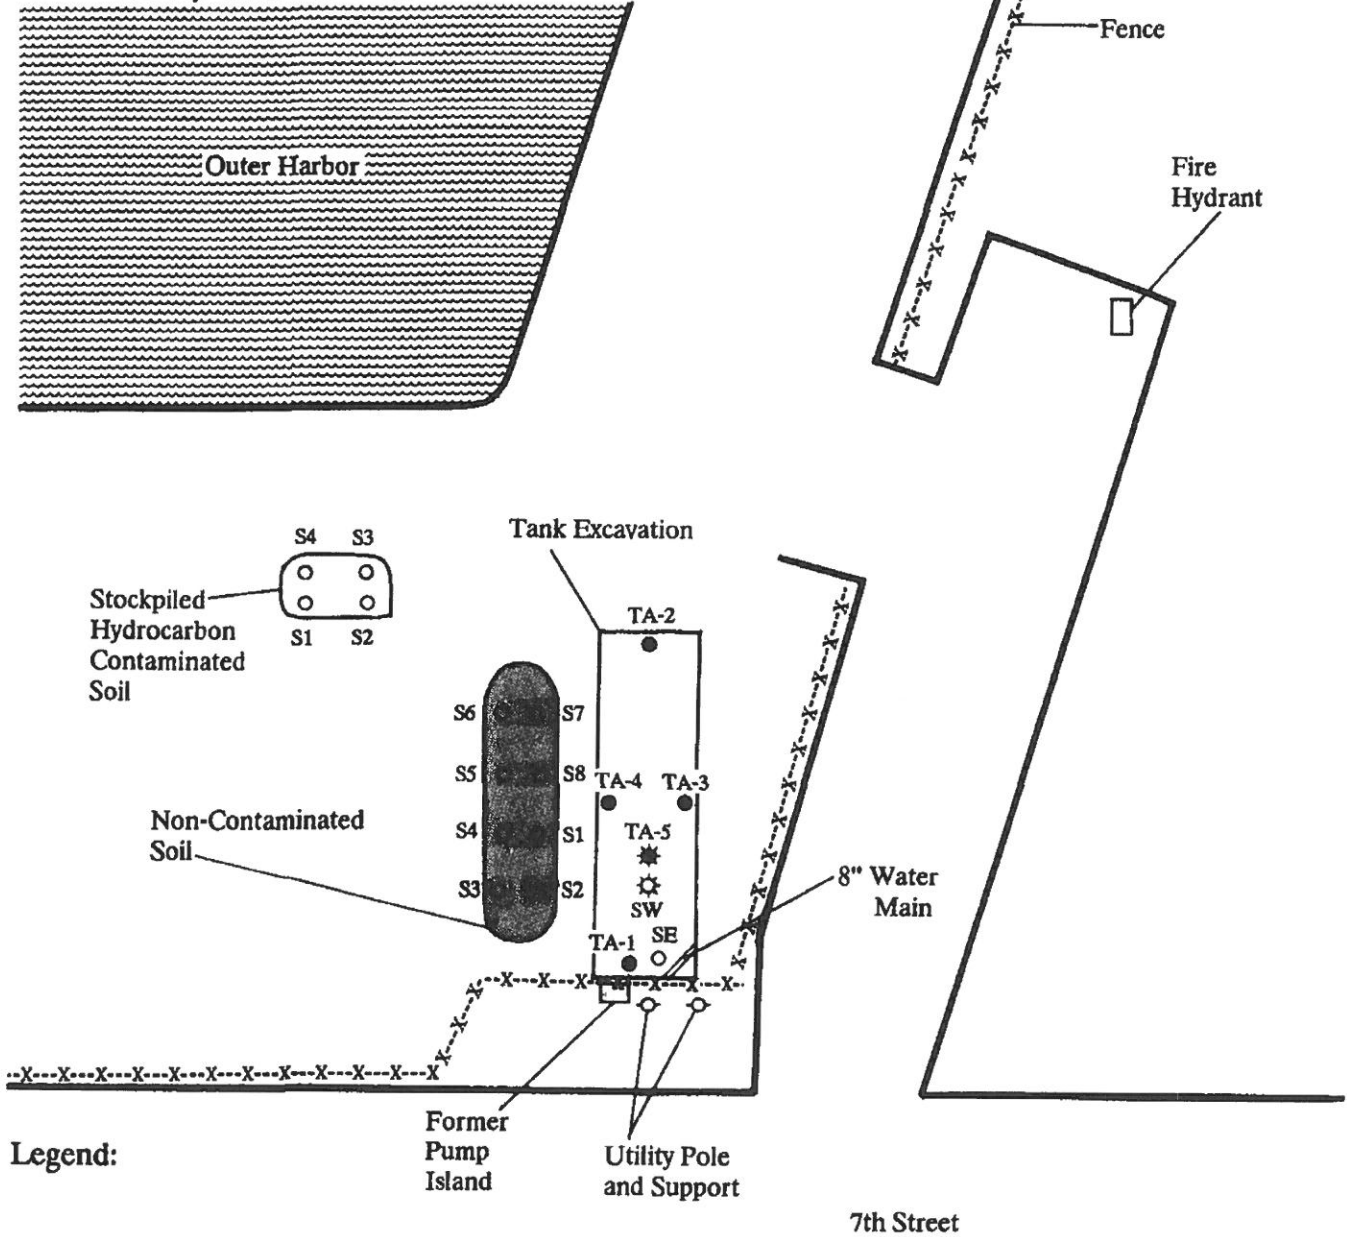 Fence
Outer Harbor
Fire
Hydrant
Tank Excavation
S4 S3
Stockpiled
Hydrocarbon
Contaminated
Soil
S1 S2
TA-2
S6 S7
S5 S8
TA-4 TA-3
Non-Contaminated
Soil
S4 S1
TA-5
8" Water
Main
S3 S2
SW
TA-1 SE
Former
Pump
Island
Utility Pole
and Support
Legend:
7th Street